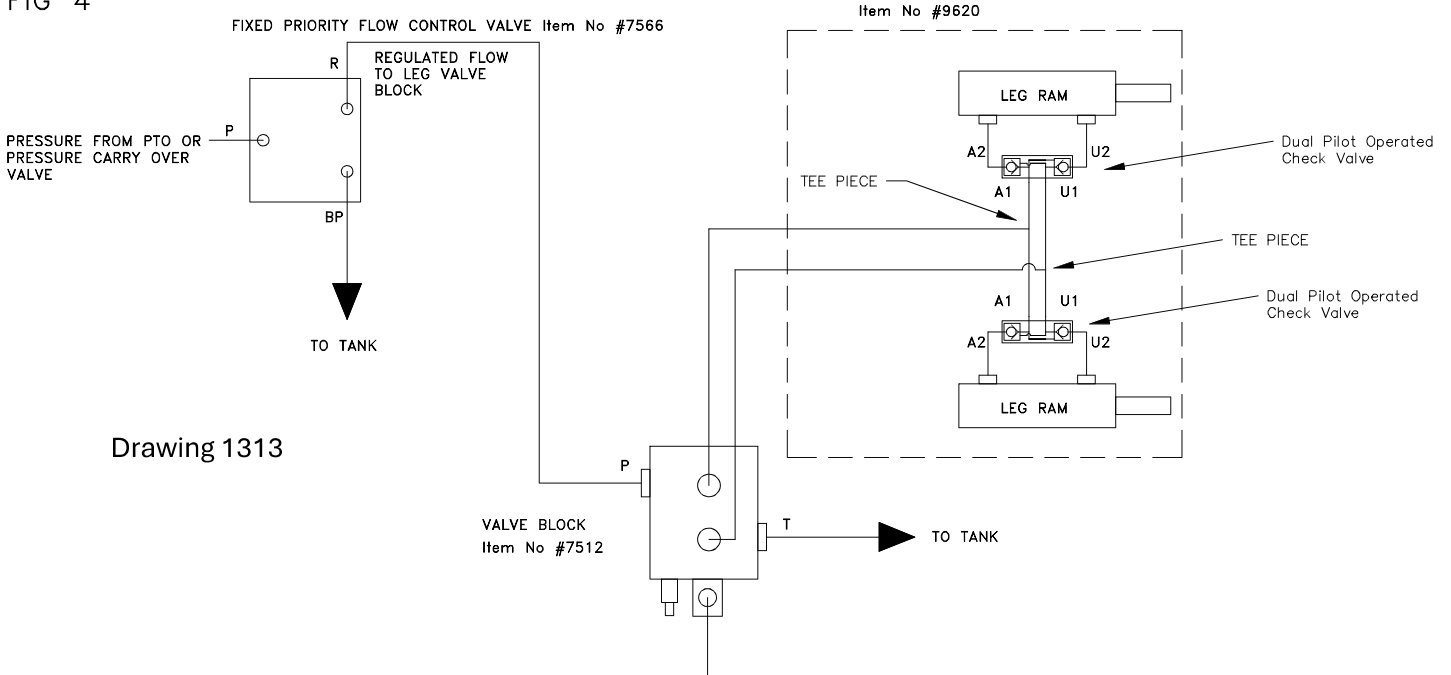 FIG 4
FIXED PRIORITY FLOW CONTROL VALVE Item No #7566
Item No #9620
R
REGULATED FLOW
TO LEG VALVE
BLOCK
PRESSURE FROM PTO OR
PRESSURE CARRY OVER
VALVE
P
BP
TO TANK
LEG RAM
A2
U2
Dual Pilot Operated
Check Valve
A1
U1
TEE PIECE
TEE PIECE
A1
U1
Dual Pilot Operated
Check Valve
A2
U2
LEG RAM
Drawing 1313
P
VALVE BLOCK
Item No #7512
T
TO TANK